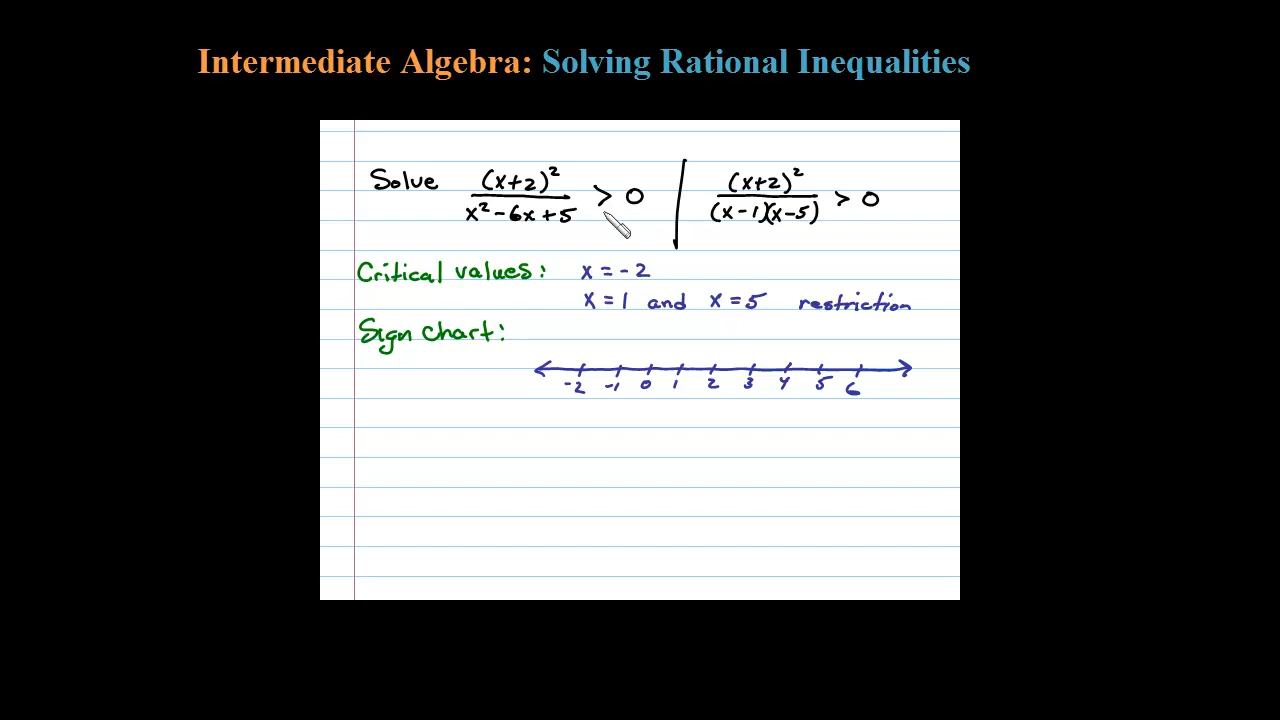 Intermediate Algebra: Solving Rational Inequalities
Solve (x+2)² / x² - 6x + 5 > 0 | (x+2)² / (x-1)(x-5) > 0
Critical values: x = -2
x = 1 and x = 5 restriction
Sign chart:
-2 -1 0 1 2 3 4 5 6